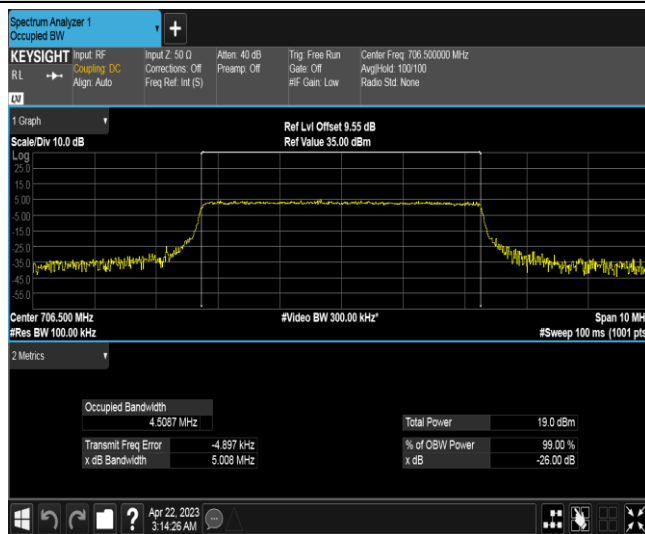 Spectrum Analyzer 1
Occupied BW
KEYSIGHT
RL
LXI
Input: RF
Coupling: DC
Align: Auto
Input Z: 50 Ω
Corrections: Off
Freq Ref: Int (S)
Atten: 40 dB
Preamp: Off
Trig: Free Run
Gate: Off
#IF Gain: Low
Center Freq: 706.500000 MHz
Avg|Hold: 100/100
Radio Std: None
1 Graph
Scale/Div 10.0 dB
Ref Lvl Offset 9.55 dB
Ref Value 35.00 dBm
Log
25.0
15.0
5.00
-5.00
-15.0
-25.0
-35.0
-45.0
-55.0
Center 706.500 MHz
#Res BW 100.00 kHz
#Video BW 300.00 kHz*
Span 10 MH
#Sweep 100 ms (1001 pts
2 Metrics
Occupied Bandwidth
4.5087 MHz
Transmit Freq Error -4.897 kHz
x dB Bandwidth 5.008 MHz
Total Power 19.0 dBm
% of OBW Power 99.00 %
x dB -26.00 dB
Apr 22, 2023
3:14:26 AM